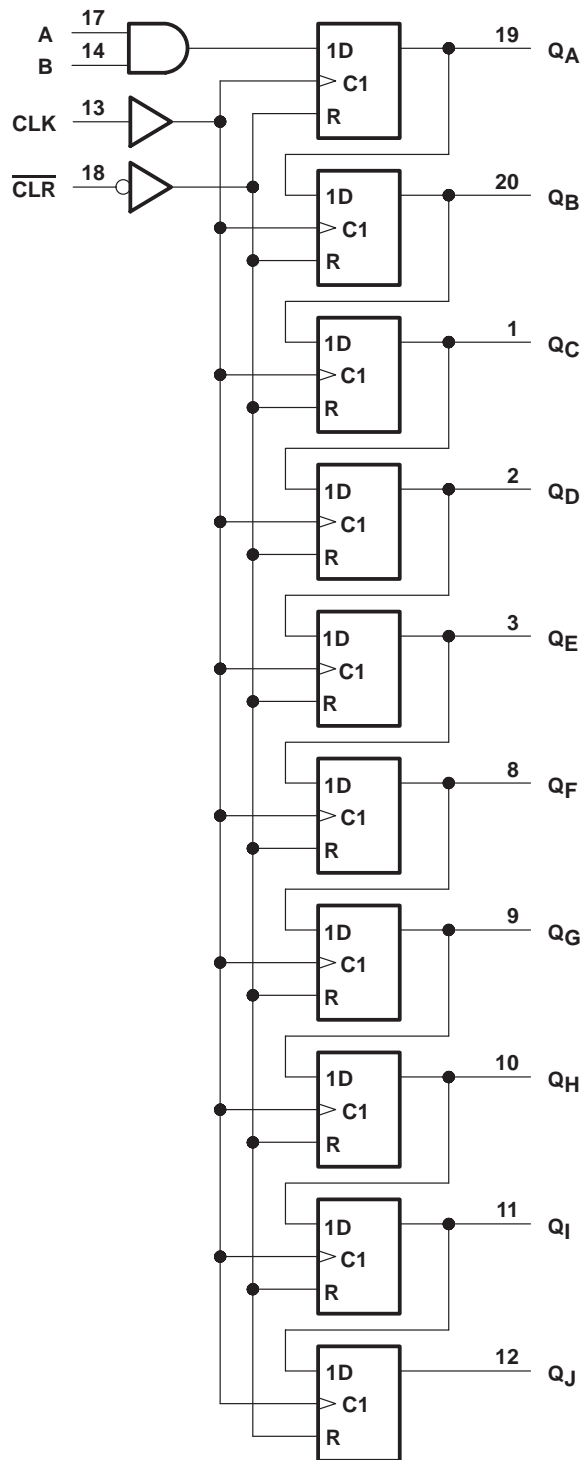 A 17 1D 19 QA
B 14
C1
CLK 13
R
CLR 18
1D 20 QB
C1
R
1D 1 QC
C1
R
1D 2 QD
C1
R
1D 3 QE
C1
R
1D 8 QF
C1
R
1D 9 QG
C1
R
1D 10 QH
C1
R
1D 11 QI
C1
R
1D 12 QJ
C1
R